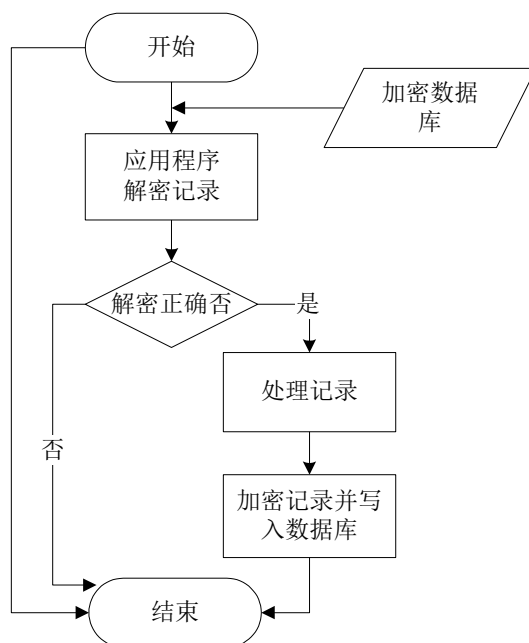 开始
加密数据
库
应用程序
解密记录
解密正确否
是
处理记录
否
加密记录并写
入数据库
结束